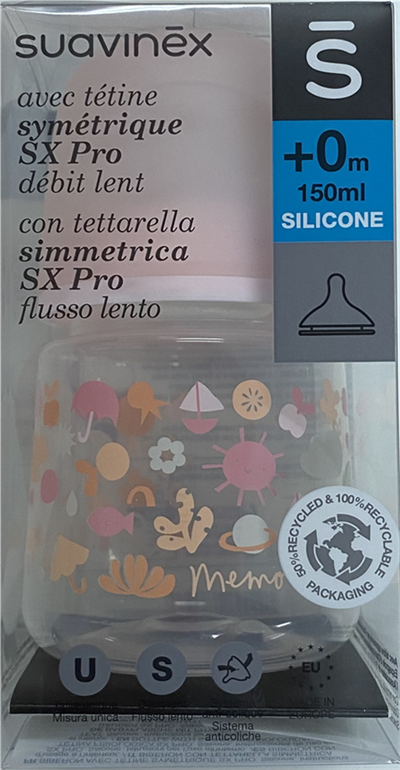 suavinēx
avec tétine
symétrique
SX Pro
débit lent
con tettarella
simmetrica
SX Pro
flusso lento
S
+0m
150ml
SILICONE
Memo
50% RECYCLED & 100% RECYCLABLE
PACKAGING
U
S
EU
Misura unica
Flusso lento
Sistema
anticoliche